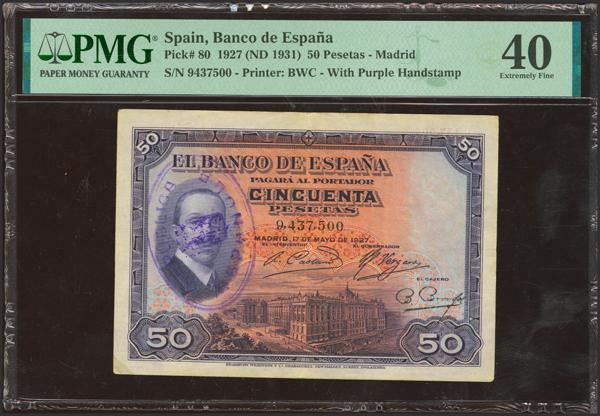 PMG®
PAPER MONEY GUARANTY
Spain, Banco de España
Pick# 80 1927 (ND 1931) 50 Pesetas - Madrid
S/N 9437500 - Printer: BWC - With Purple Handstamp
40
Extremely Fine
50
50
EL BANCO DE ESPAÑA
PAGARÁ AL PORTADOR
CINCUENTA
PESETAS
9,437,500
MADRID, 17 DE MAYO DE 1927.
EL INTERVENTOR
EL GOBERNADOR
EL CAJERO
50
50